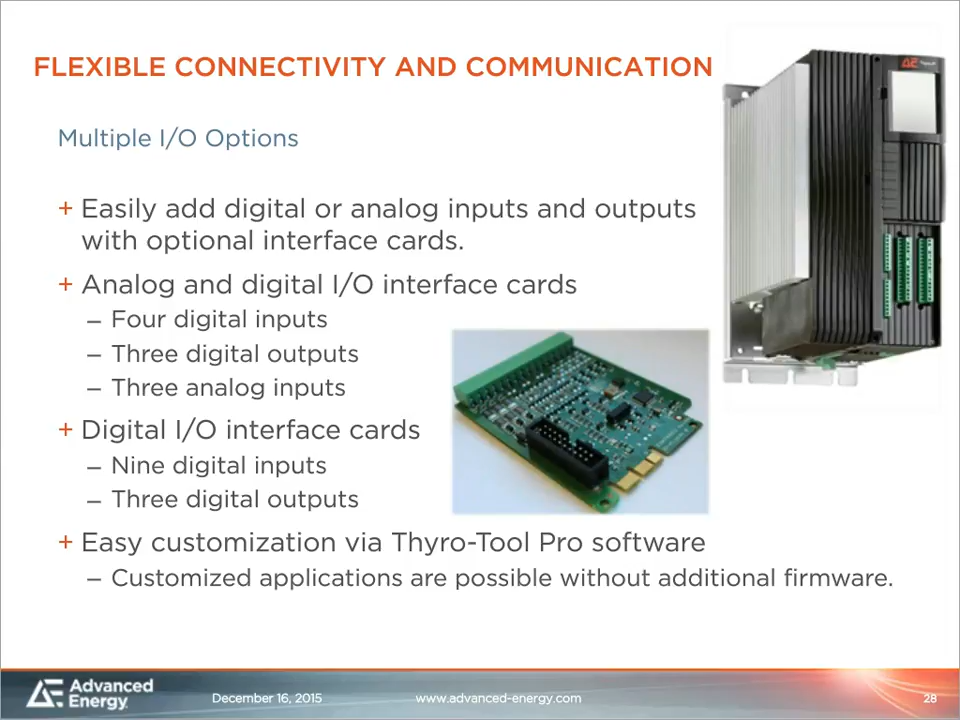 FLEXIBLE CONNECTIVITY AND COMMUNICATION
Multiple I/O Options
+ Easily add digital or analog inputs and outputs
with optional interface cards.
+ Analog and digital I/O interface cards
– Four digital inputs
– Three digital outputs
– Three analog inputs
+ Digital I/O interface cards
– Nine digital inputs
– Three digital outputs
+ Easy customization via Thyro-Tool Pro software
– Customized applications are possible without additional firmware.
Advanced
Energy
December 16, 2015
www.advanced-energy.com
28